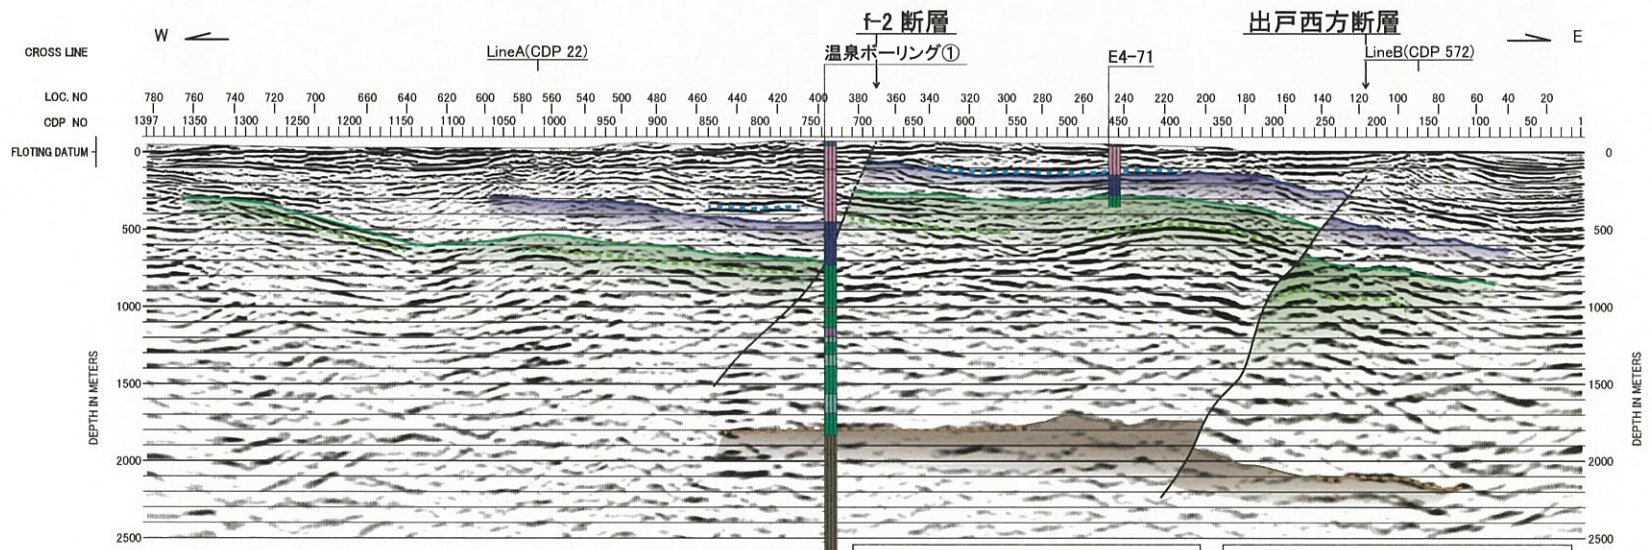 f-2 断層 出戸西方断層
W E
CROSS LINE LineA(CDP 22) 温泉ボーリング① E4-71 LineB(CDP 572)
LOC. NO 780 760 740 720 700 660 640 620 600 580 560 540 500 480 460 440 420 400 380 360 340 320 300 280 260 240 220 200 180 160 140 120 100 80 60 40 20
CDP NO 1397 1350 1300 1250 1200 1150 1100 1050 1000 950 900 850 800 750 700 650 600 550 500 450 400 350 300 250 200 150 100 50 1
FLOTING DATUM 0 0
500 500
1000 1000
DEPTH IN METERS 1500 1500 DEPTH IN METERS
2000 2000
2500 2500